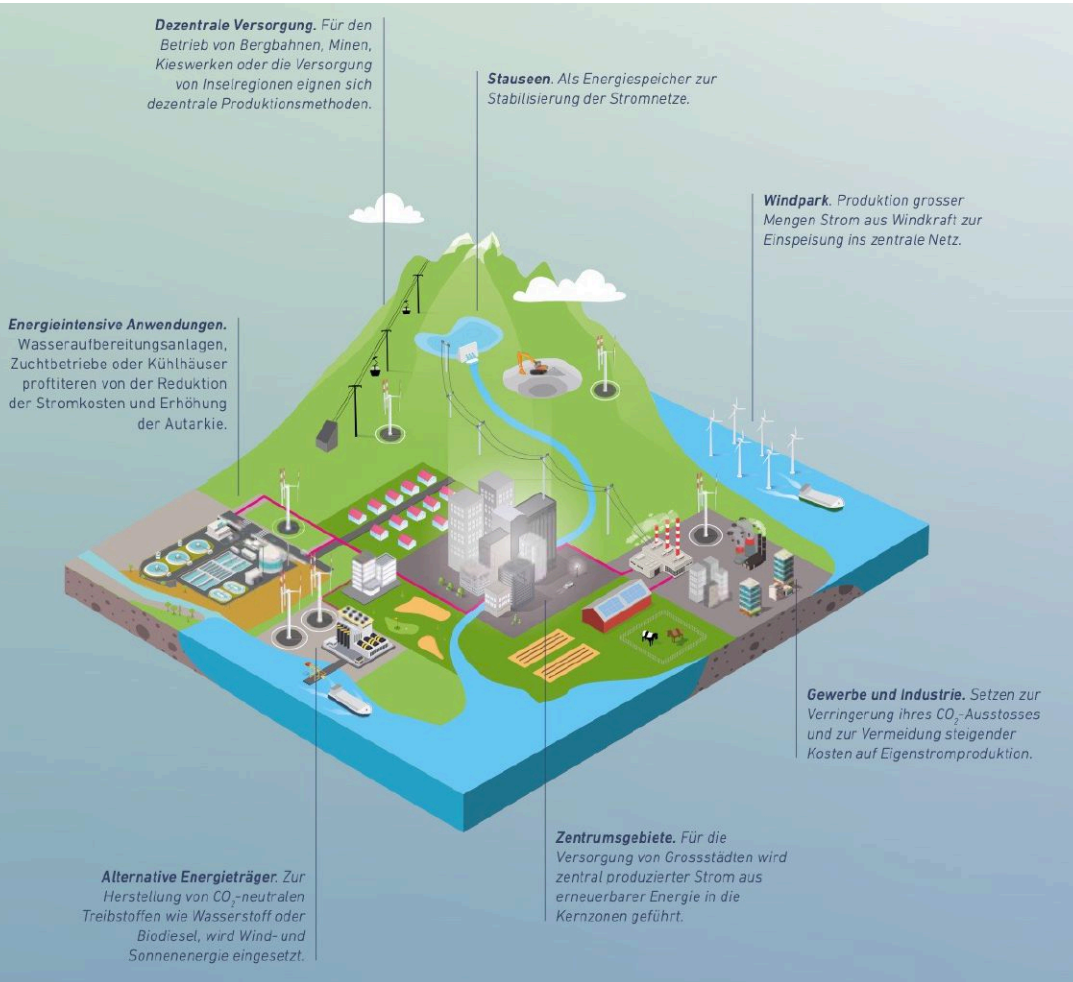 Dezentrale Versorgung. Für den
Betrieb von Bergbahnen, Minen,
Kieswerken oder die Versorgung
von Inselregionen eignen sich
dezentrale Produktionsmethoden.
Stauseen. Als Energiespeicher zur
Stabilisierung der Stromnetze.
Windpark. Produktion grosser
Mengen Strom aus Windkraft zur
Einspeisung ins zentrale Netz.
Energieintensive Anwendungen.
Wasseraufbereitungsanlagen,
Zuchtbetriebe oder Kühlhäuser
proftiteren von der Reduktion
der Stromkosten und Erhöhung
der Autarkie.
Gewerbe und Industrie. Setzen zur
Verringerung ihres CO₂-Ausstosses
und zur Vermeidung steigender
Kosten auf Eigenstromproduktion.
Zentrumsgebiete. Für die
Versorgung von Grossstädten wird
zentral produzierter Strom aus
erneuerbarer Energie in die
Kernzonen geführt.
Alternative Energieträger. Zur
Herstellung von CO₂-neutralen
Treibstoffen wie Wasserstoff oder
Biodiesel, wird Wind- und
Sonnenenergie eingesetzt.